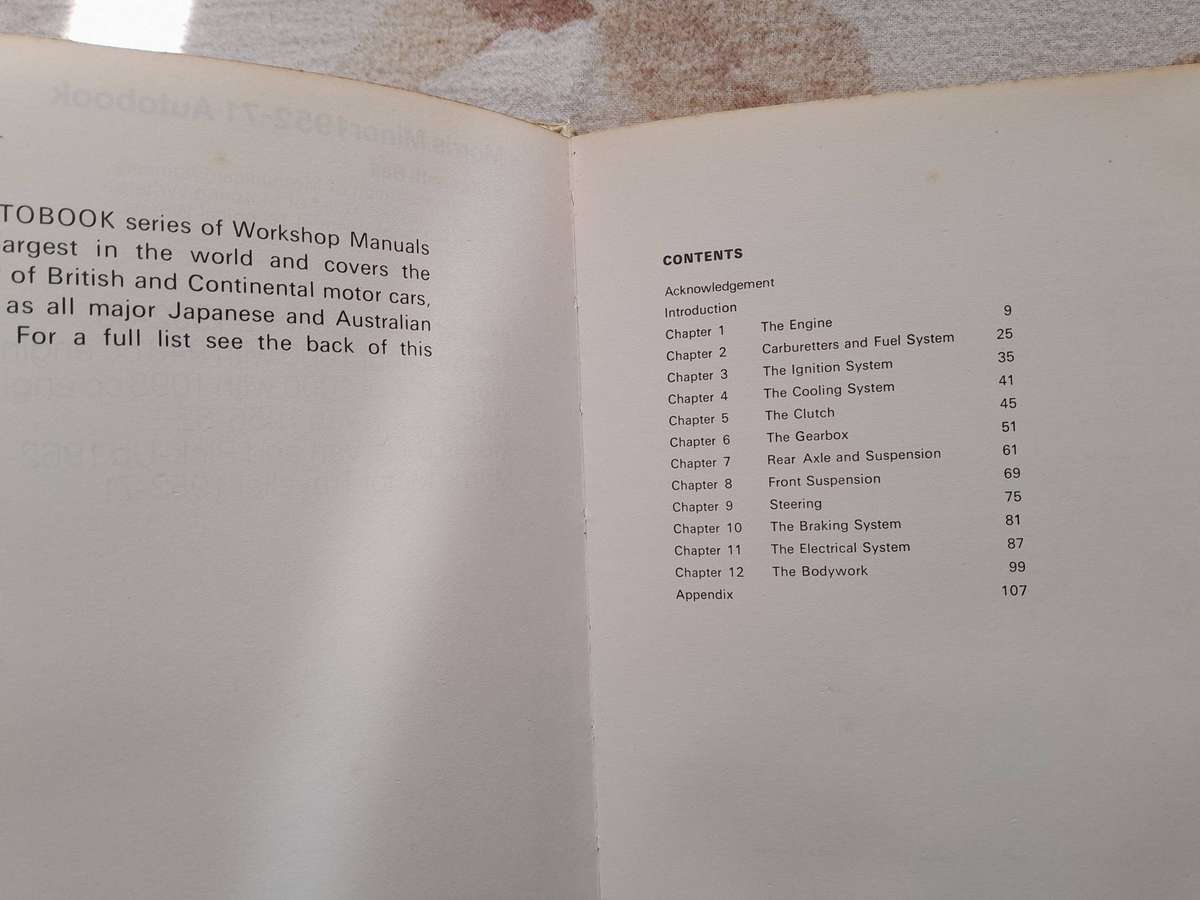 TOBOOK series of Workshop Manuals
argest in the world and covers the
of British and Continental motor cars,
as all major Japanese and Australian
For a full list see the back of this
CONTENTS
Acknowledgement
Introduction
Chapter 1 The Engine 9
Chapter 2 Carburetters and Fuel System 25
Chapter 3 The Ignition System 35
Chapter 4 The Cooling System 41
Chapter 5 The Clutch 45
Chapter 6 The Gearbox 51
Chapter 7 Rear Axle and Suspension 61
Chapter 8 Front Suspension 69
Chapter 9 Steering 75
Chapter 10 The Braking System 81
Chapter 11 The Electrical System 87
Chapter 12 The Bodywork 99
Appendix 107